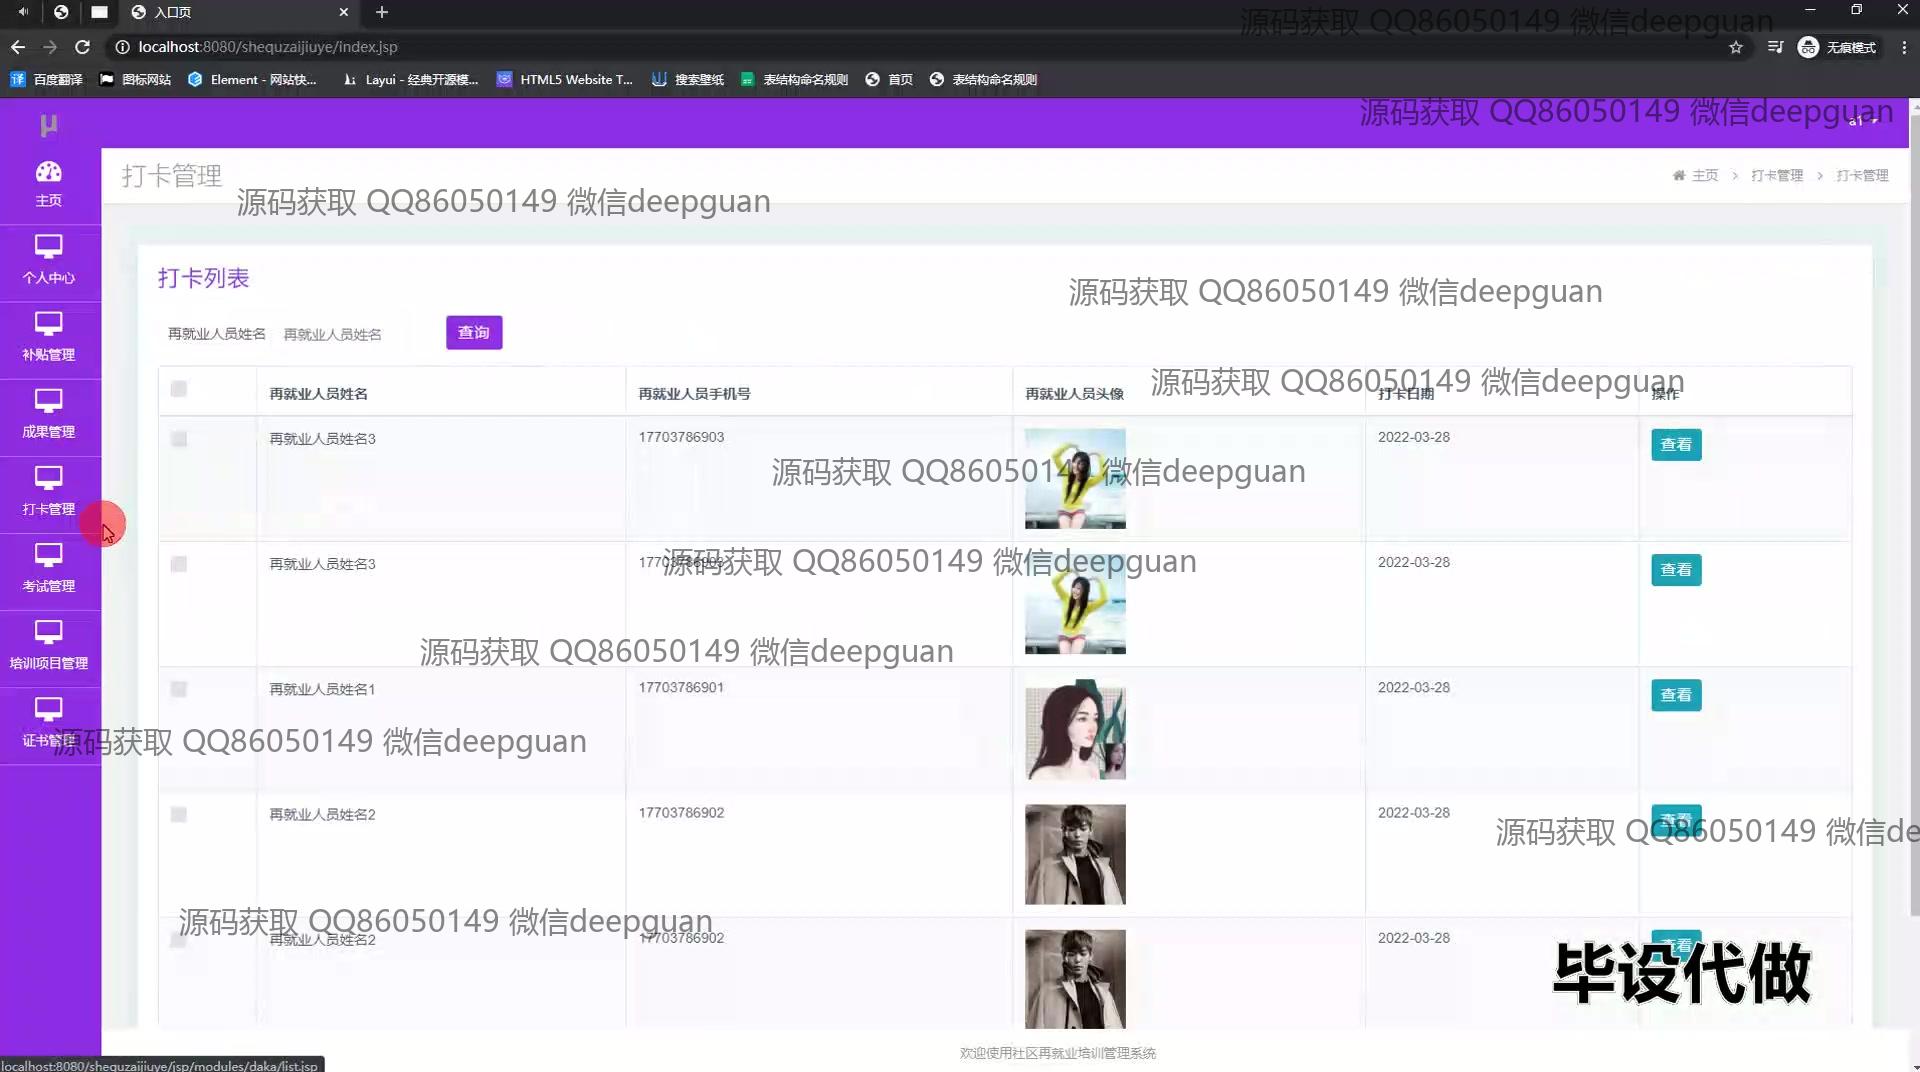 入口页
localhost:8080/shequzaijiuye/index.jsp
无痕模式
源码获取 QQ86050149 微信deepguan
百度翻译
图标网站
Element - 网站快...
Layui - 经典开源模...
HTML5 Website T...
搜索壁纸
表结构命名规则
首页
表结构命名规则
源码获取 QQ86050149 微信deepguan
a1
μ
主页
个人中心
补贴管理
成果管理
打卡管理
考试管理
培训项目管理
证书管理
打卡管理
主页 > 打卡管理 > 打卡管理
源码获取 QQ86050149 微信deepguan
打卡列表
源码获取 QQ86050149 微信deepguan
再就业人员姓名 再就业人员姓名 查询
源码获取 QQ86050149 微信deepguan
再就业人员姓名 再就业人员手机号 再就业人员头像 打卡日期 操作
再就业人员姓名3 17703786903 2022-03-28 查看
源码获取 QQ86050149 微信deepguan
再就业人员姓名3 17703786903 2022-03-28 查看
源码获取 QQ86050149 微信deepguan
源码获取 QQ86050149 微信deepguan
再就业人员姓名1 17703786901 2022-03-28 查看
源码获取 QQ86050149 微信deepguan
再就业人员姓名2 17703786902 2022-03-28 查看
源码获取 QQ86050149 微信de
源码获取 QQ86050149 微信deepguan
再就业人员姓名2 17703786902 2022-03-28 查看
毕设代做
欢迎使用社区再就业培训管理系统
localhost:8080/shequzaijiuye/jsp/modules/daka/list.jsp